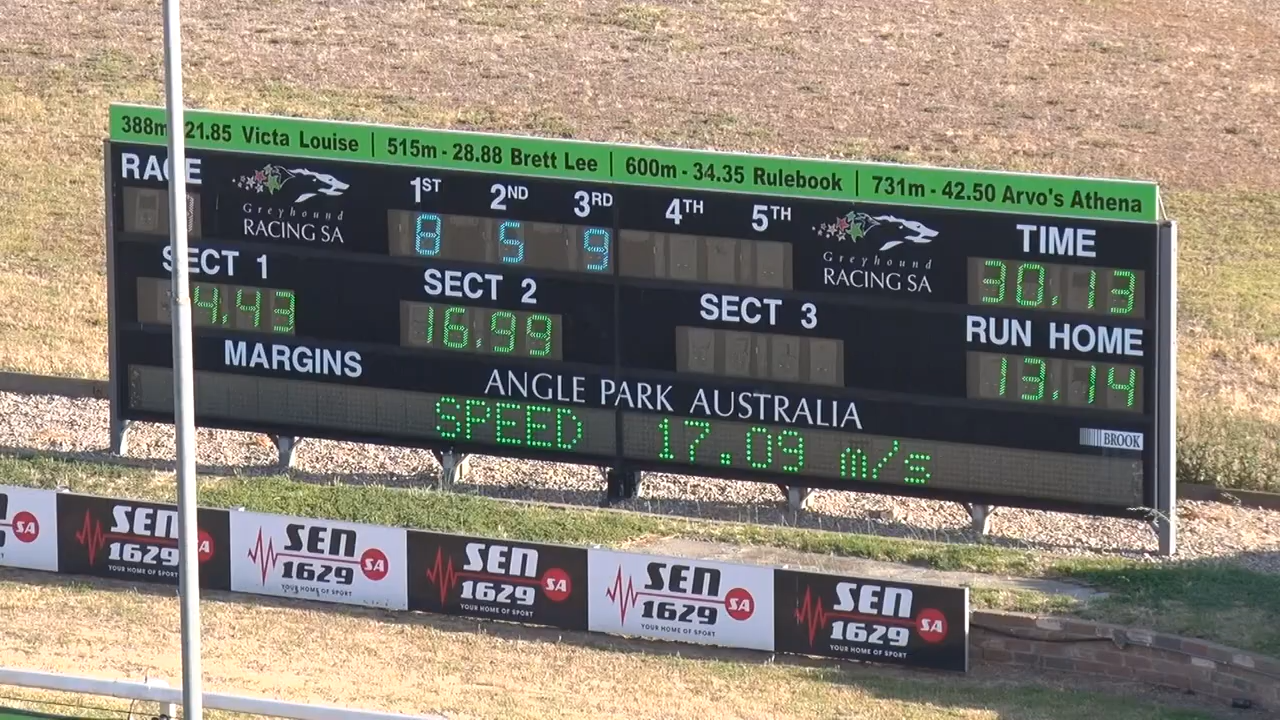 388m 21.85 Victa Louise | 515m - 28.88 Brett Lee | 600m - 34.35 Rulebook | 731m - 42.50 Arvo's Athena
RACE
Greyhound
RACING SA
1ST 2ND 3RD 4TH 5TH
8 5 9
Greyhound
RACING SA
TIME
30.13
SECT 1
4.43
SECT 2
16.99
SECT 3
RUN HOME
13.14
MARGINS
ANGLE PARK AUSTRALIA
BROOK
SPEED 17.09 m/s
SA
SEN SA
1629
YOUR HOME OF SPORT
SEN SA
1629
YOUR HOME OF SPORT
SEN SA
1629
YOUR HOME OF SPORT
SEN SA
1629
YOUR HOME OF SPORT
SEN SA
1629
YOUR HOME OF SPORT